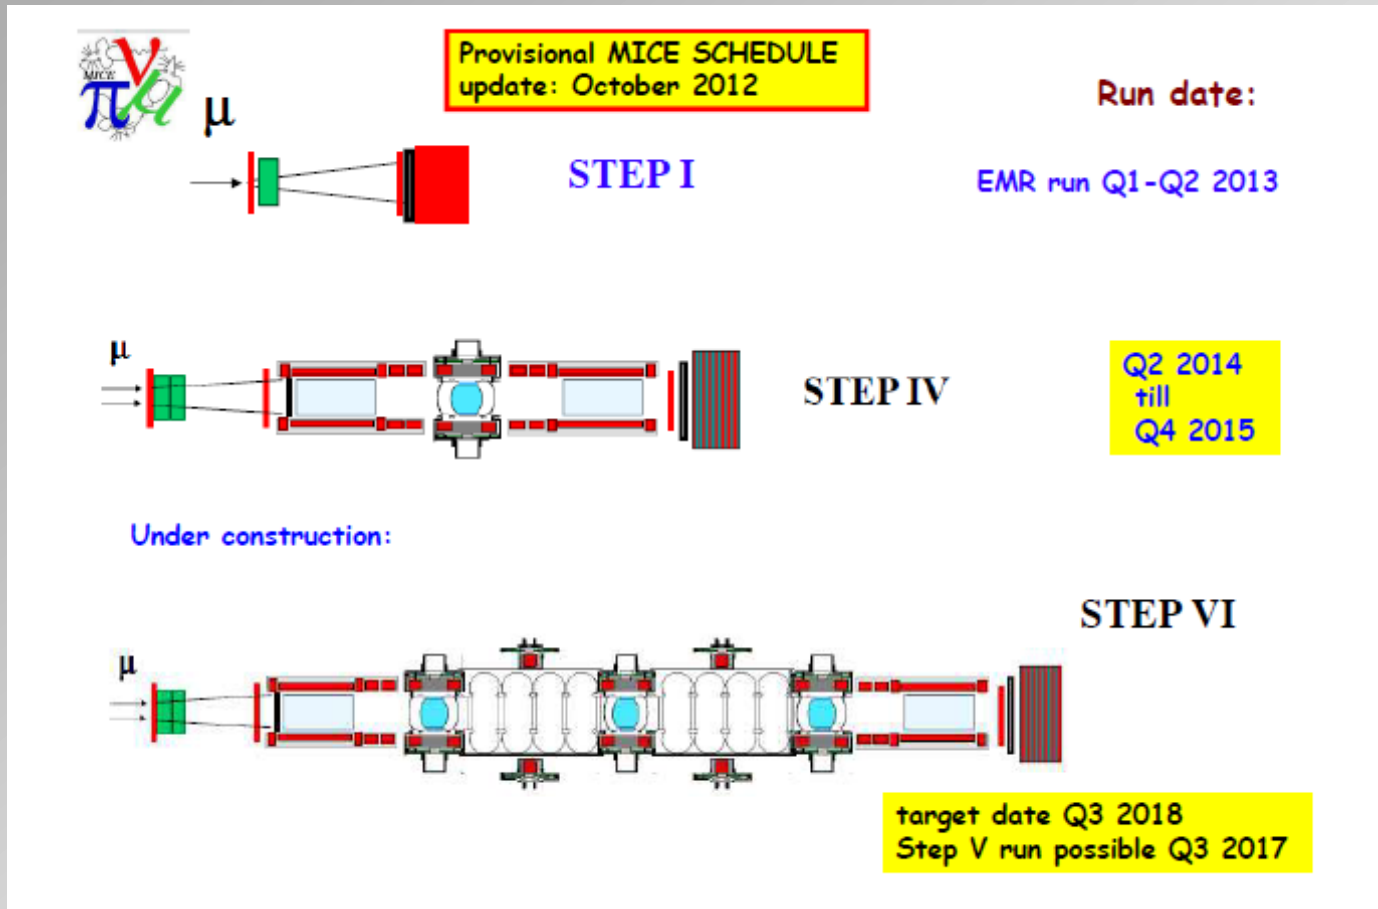 Provisional MICE SCHEDULE
update: October 2012
Run date:
MICE
ν
π μ
μ
STEP I
EMR run Q1-Q2 2013
μ
STEP IV
Q2 2014
till
Q4 2015
Under construction:
STEP VI
μ
target date Q3 2018
Step V run possible Q3 2017